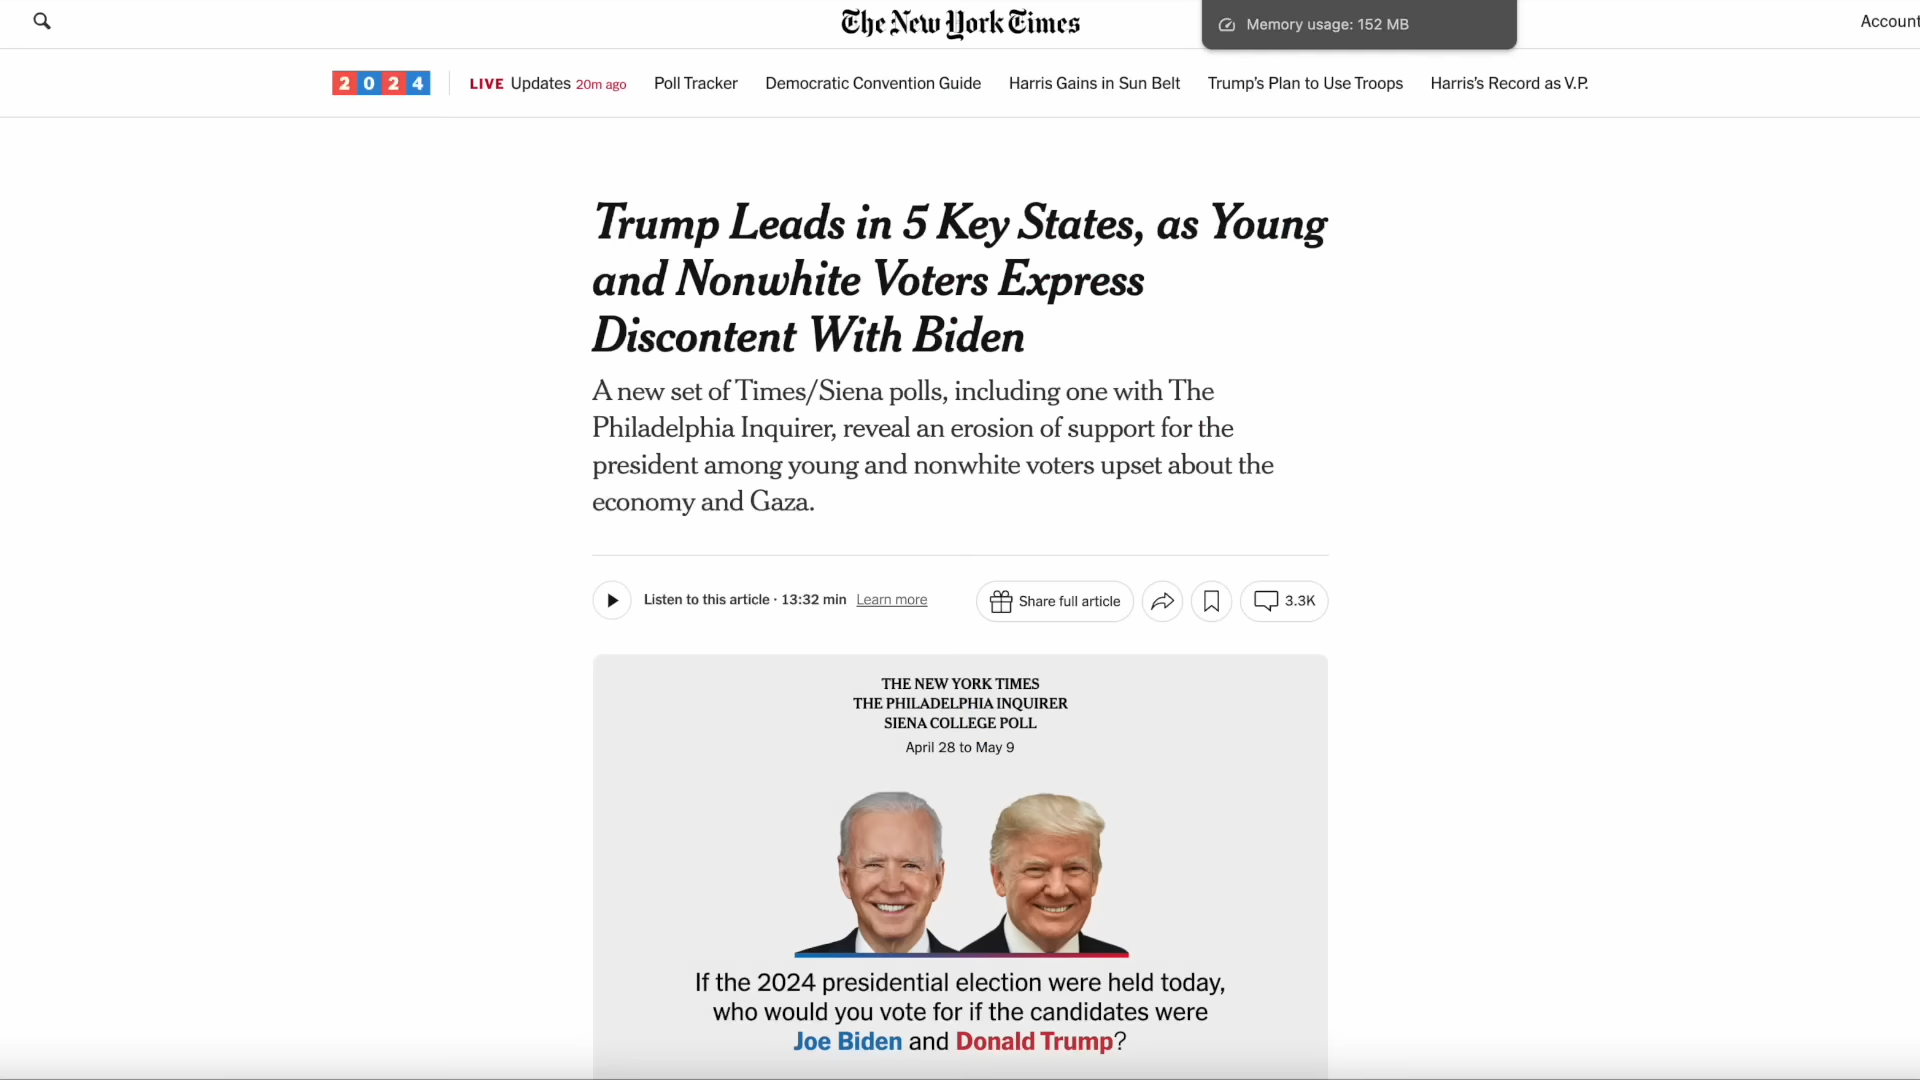 The New York Times
Memory usage: 152 MB
Account
2024
LIVE Updates 20m ago
Poll Tracker
Democratic Convention Guide
Harris Gains in Sun Belt
Trump’s Plan to Use Troops
Harris’s Record as V.P.
Trump Leads in 5 Key States, as Young
and Nonwhite Voters Express
Discontent With Biden
A new set of Times/Siena polls, including one with The
Philadelphia Inquirer, reveal an erosion of support for the
president among young and nonwhite voters upset about the
economy and Gaza.
Listen to this article · 13:32 min Learn more
Share full article
3.3K
THE NEW YORK TIMES
THE PHILADELPHIA INQUIRER
SIENA COLLEGE POLL
April 28 to May 9
If the 2024 presidential election were held today,
who would you vote for if the candidates were
Joe Biden and Donald Trump?